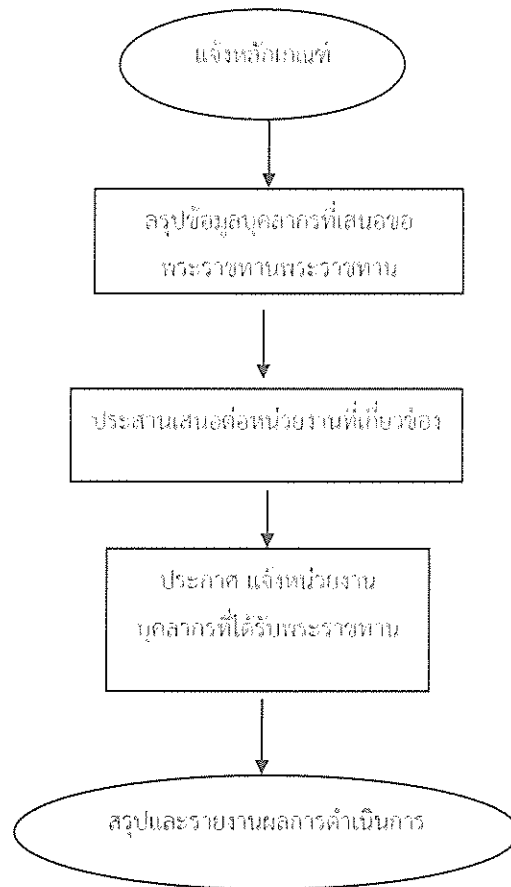 แจ้งหลักเกณฑ์
สรุปข้อมูลบุคลากรที่เสนอขอ
พระราชทานพระราชทาน
ประสานเสนอต่อหน่วยงานที่เกี่ยวข้อง
ประกาศ แจ้งหน่วยงาน
บุคลากรที่ได้รับพระราชทาน
สรุปและรายงานผลการดำเนินการ